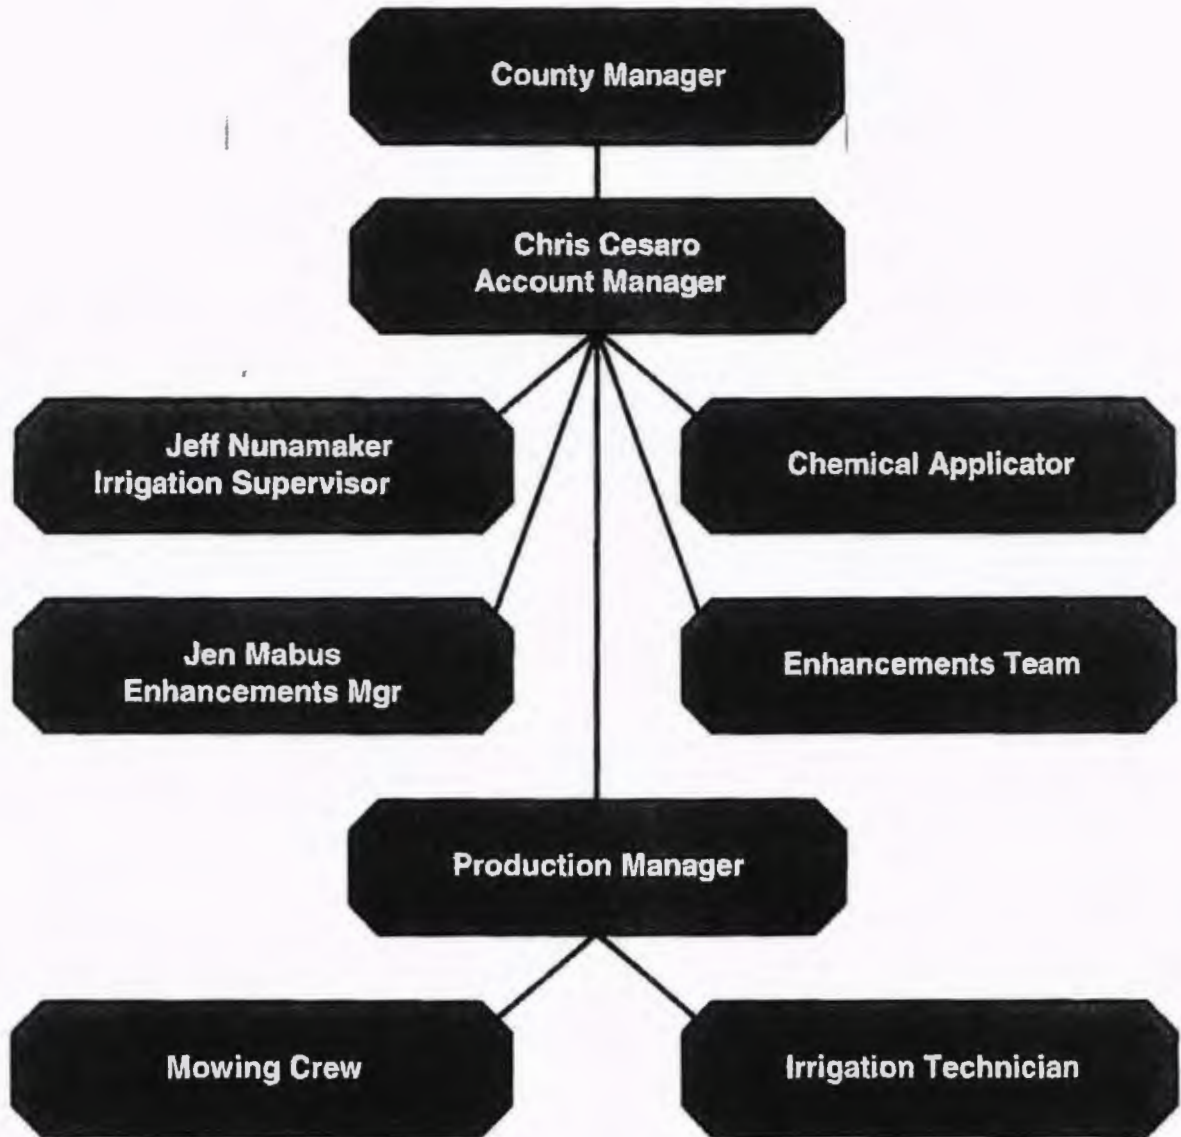 County Manager
Chris Cesaro
Account Manager
Jeff Nunamaker
Irrigation Supervisor
Chemical Applicator
Jen Mabus
Enhancements Mgr
Enhancements Team
Production Manager
Mowing Crew
Irrigation Technician